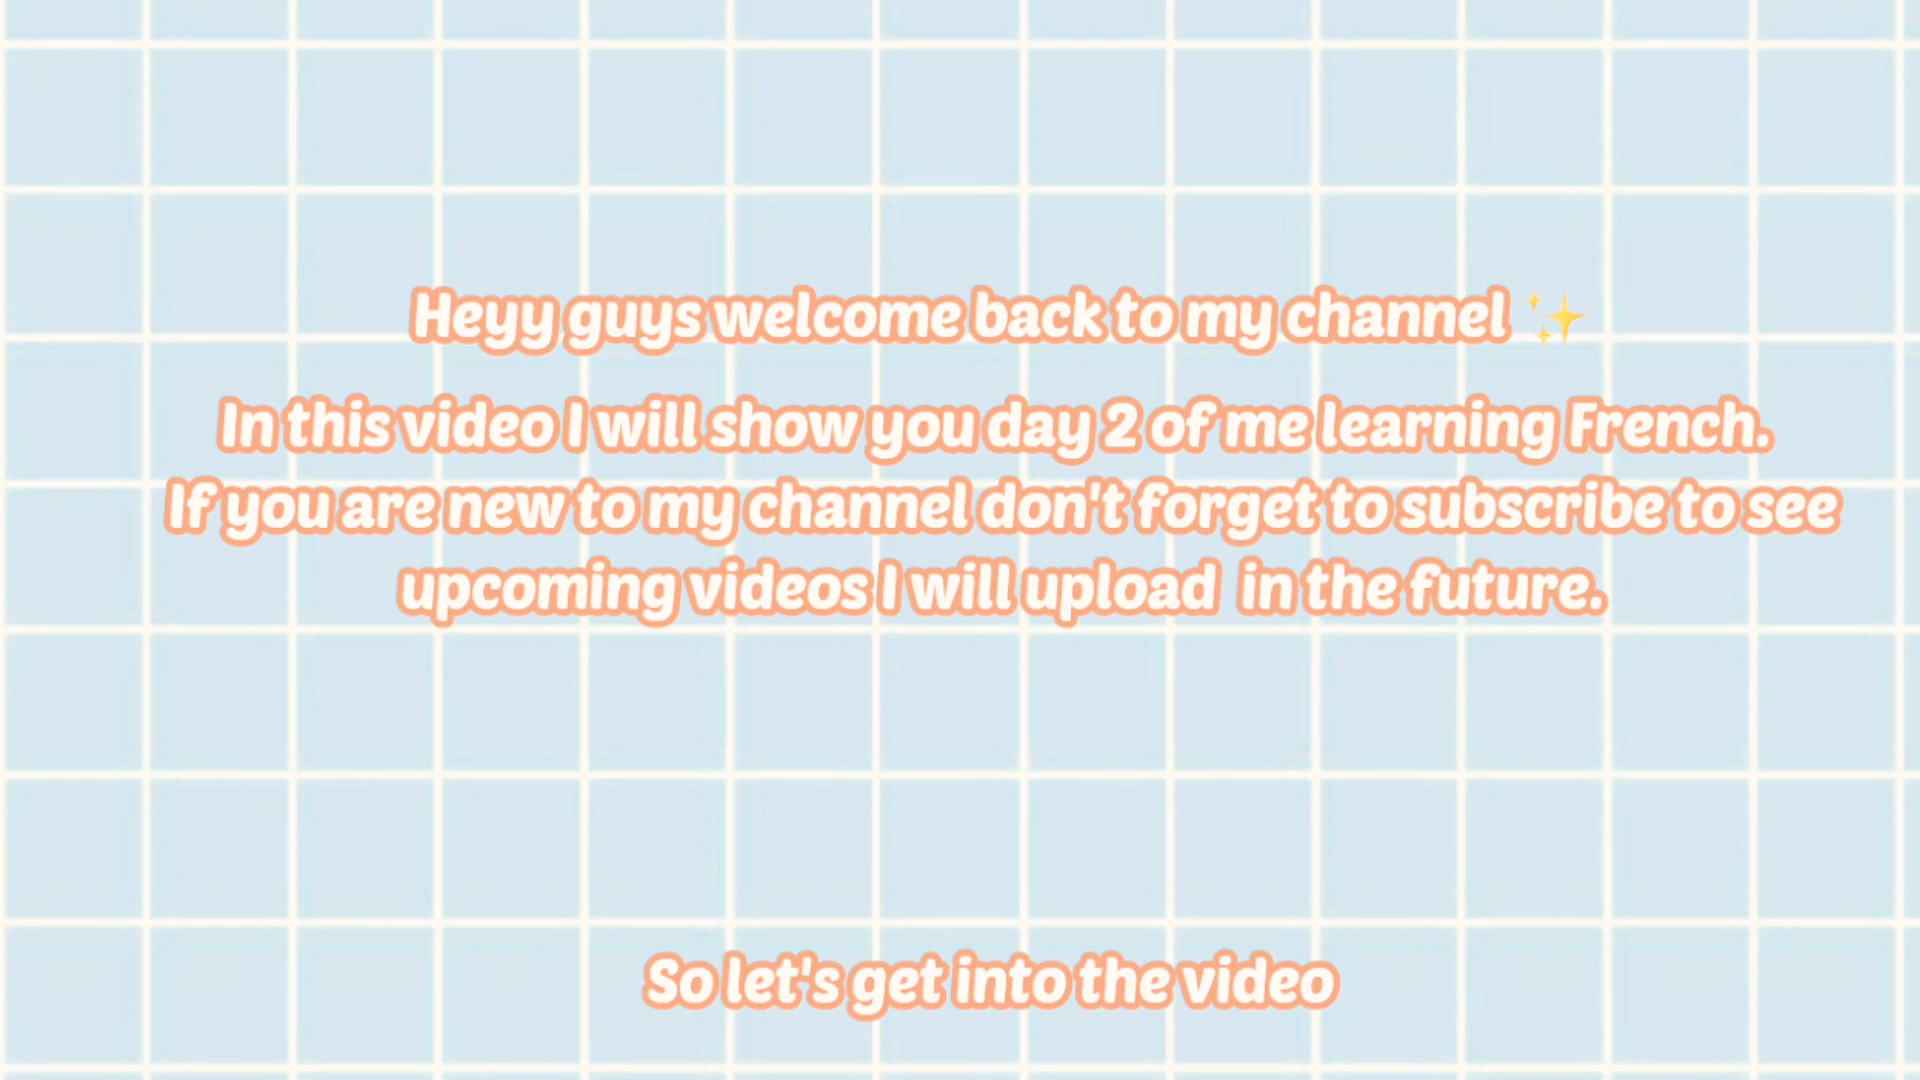 Heyy guys welcome back to my channel ✨
In this video I will show you day 2 of me learning French.
If you are new to my channel don't forget to subscribe to see
upcoming videos I will upload  in the future.
So let's get into the video